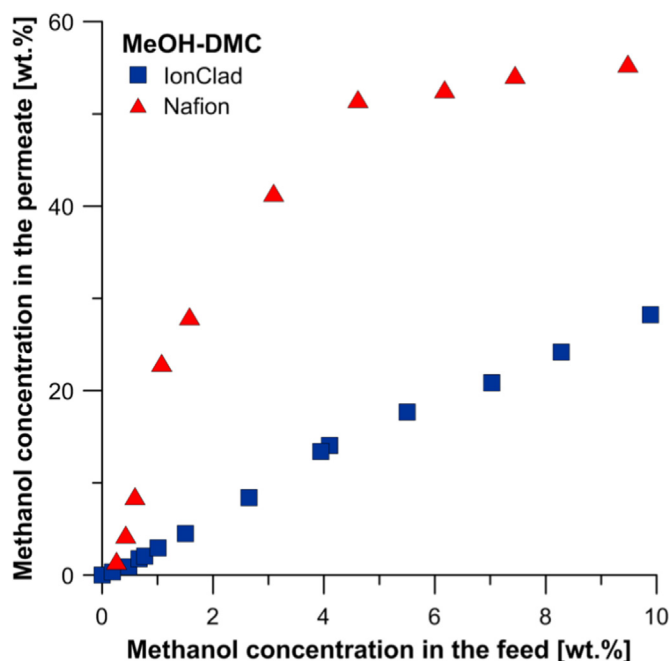 60
40
20
0
Methanol concentration in the permeate [wt.%]
MeOH-DMC
IonClad
Nafion
0 2 4 6 8 10
Methanol concentration in the feed [wt.%]